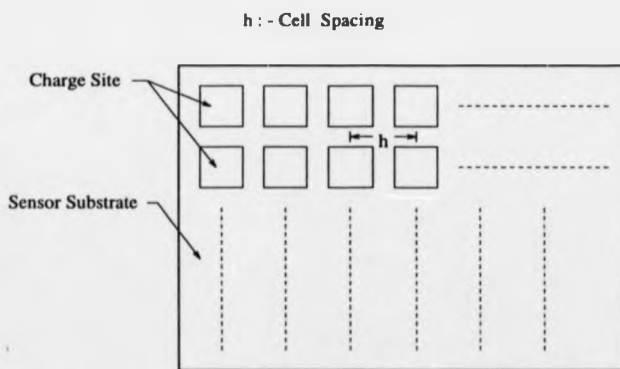 h : - Cell Spacing
Charge Site
h
Sensor Substrate